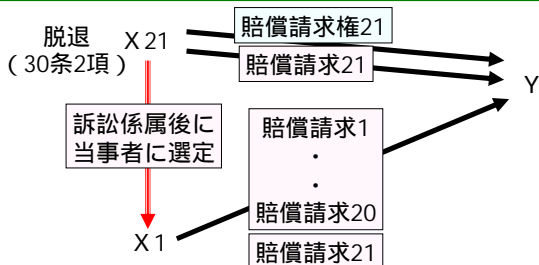 脱退
(30条2項)
X21
賠償請求権21
賠償請求21
Y
訴訟係属後に
当事者に選定
賠償請求1
・
・
賠償請求20
X1
賠償請求21